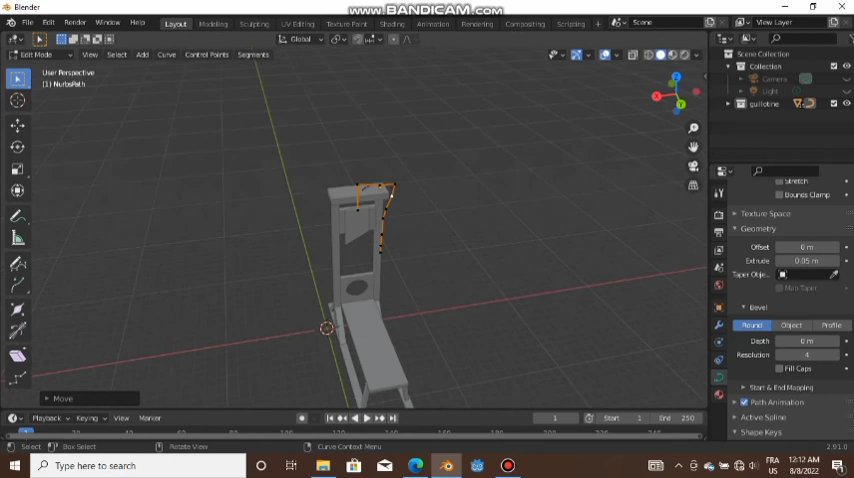 Blender
www.BANDICAM.com
File Edit Render Window Help Layout Modeling Sculpting UV Editing Texture Paint Shading Animation Rendering Compositing Scripting + Scene View Layer
Global
Edit Mode View Select Add Curve Control Points Segments
User Perspective
(1) NurbsPath
Scene Collection
Collection
Camera
Light
guillotine
X
Y
Z
Stretch
Bounds Clamp
Texture Space
Geometry
Offset 0 m
Extrude 0.05 m
Taper Obje..
Map Taper
Bevel
Round Object Profile
Depth 0 m
Resolution 4
Fill Caps
Start & End Mapping
Path Animation
Active Spline
Shape Keys
Move
Playback Keying View Marker 1 Start 1 End 250
Select Box Select Rotate View Curve Context Menu 2.91.0
Type here to search
FRA
12:12 AM
8/8/2022